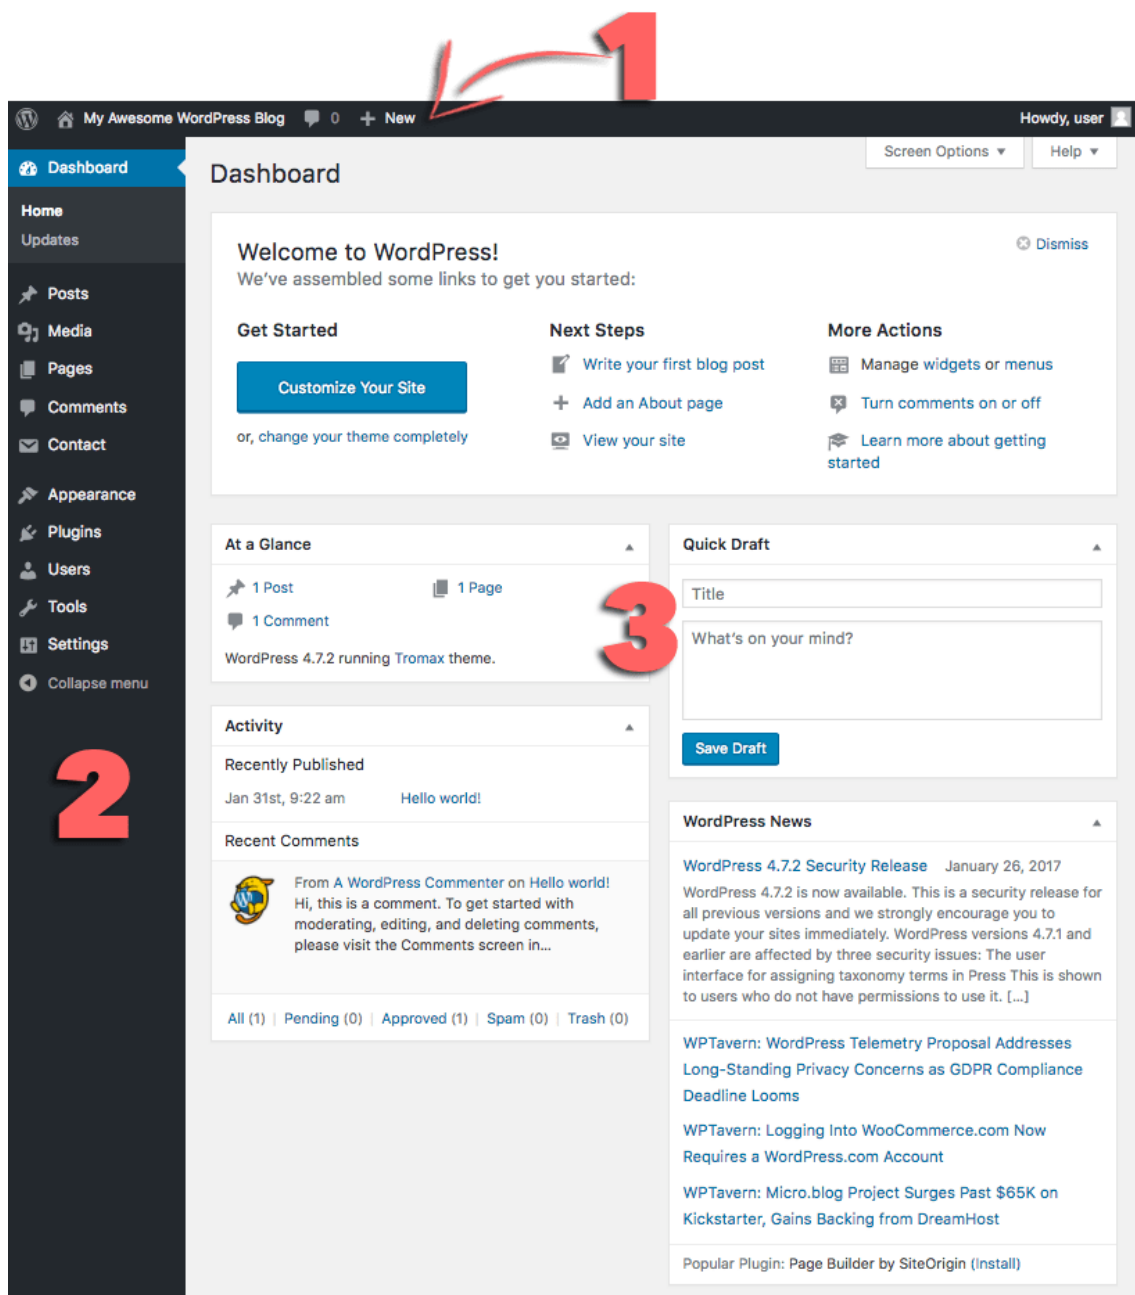 1
My Awesome WordPress Blog 0 + New Howdy, user
Dashboard
Home
Updates
Posts
Media
Pages
Comments
Contact
Appearance
Plugins
Users
Tools
Settings
Collapse menu
2
Screen Options Help
Dashboard
Welcome to WordPress!
Dismiss
We've assembled some links to get you started:
Get Started
Customize Your Site
or, change your theme completely
Next Steps
Write your first blog post
Add an About page
View your site
More Actions
Manage widgets or menus
Turn comments on or off
Learn more about getting
started
At a Glance
1 Post 1 Page
1 Comment
WordPress 4.7.2 running Tromax theme.
Activity
Recently Published
Jan 31st, 9:22 am Hello world!
Recent Comments
From A WordPress Commenter on Hello world!
Hi, this is a comment. To get started with
moderating, editing, and deleting comments,
please visit the Comments screen in...
All (1) | Pending (0) | Approved (1) | Spam (0) | Trash (0)
3
Quick Draft
Title
What's on your mind?
Save Draft
WordPress News
WordPress 4.7.2 Security Release January 26, 2017
WordPress 4.7.2 is now available. This is a security release for
all previous versions and we strongly encourage you to
update your sites immediately. WordPress versions 4.7.1 and
earlier are affected by three security issues: The user
interface for assigning taxonomy terms in Press This is shown
to users who do not have permissions to use it. [...]
WPTavern: WordPress Telemetry Proposal Addresses
Long-Standing Privacy Concerns as GDPR Compliance
Deadline Looms
WPTavern: Logging Into WooCommerce.com Now
Requires a WordPress.com Account
WPTavern: Micro.blog Project Surges Past $65K on
Kickstarter, Gains Backing from DreamHost
Popular Plugin: Page Builder by SiteOrigin (Install)